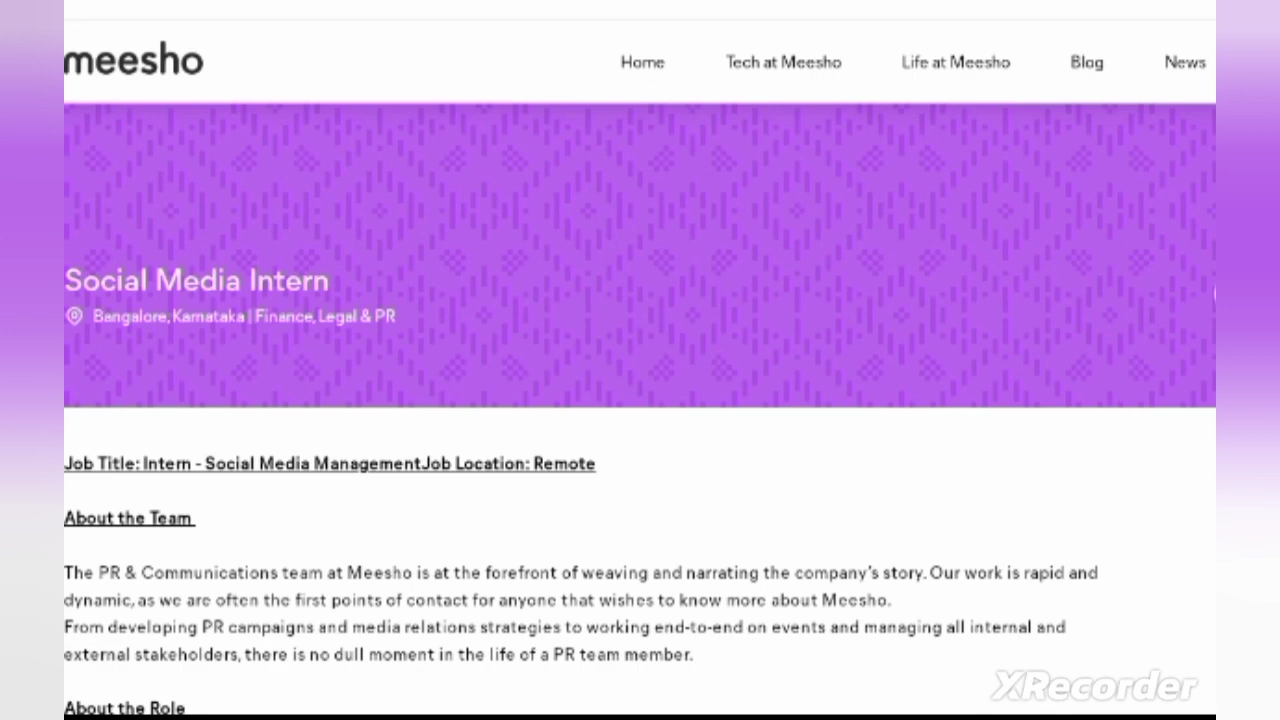 meesho
Home Tech at Meesho Life at Meesho Blog News
Social Media Intern
Bangalore, Karnataka | Finance, Legal & PR
Job Title: Intern - Social Media ManagementJob Location: Remote
About the Team
The PR & Communications team at Meesho is at the forefront of weaving and narrating the company's story. Our work is rapid and
dynamic, as we are often the first points of contact for anyone that wishes to know more about Meesho.
From developing PR campaigns and media relations strategies to working end-to-end on events and managing all internal and
external stakeholders, there is no dull moment in the life of a PR team member.
About the Role
XRecorder